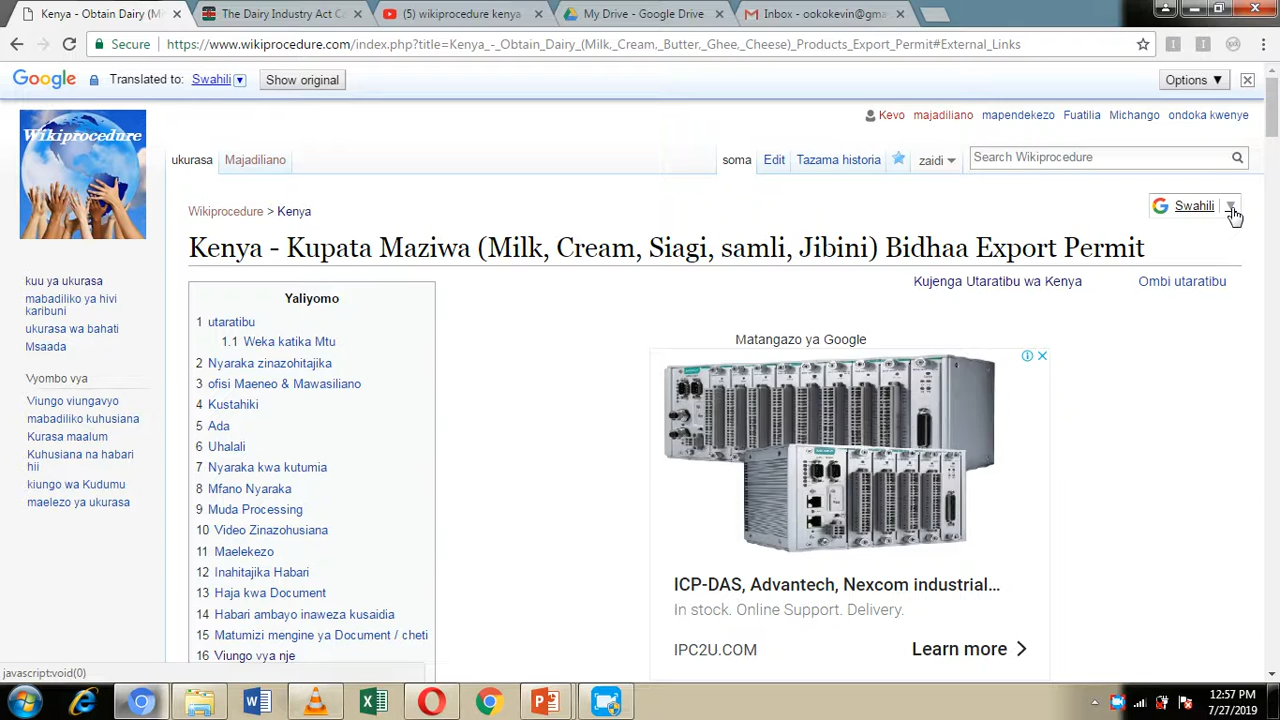 Kenya - Obtain Dairy (Mi
The Dairy Industry Act C
(5) wikiprocedure kenya
My Drive - Google Drive
Inbox - ookokevin@gma
Secure
https://www.wikiprocedure.com/index.php?title=Kenya_-_Obtain_Dairy_(Milk,_Cream,_Butter,_Ghee,_Cheese)_Products_Export_Permit#External_Links
Google Translated to: Swahili Show original Options ▼
Wikiprocedure
Kevo majadiliano mapendekezo Fuatilia Michango ondoka kwenye
ukurasa Majadiliano soma Edit Tazama historia zaidi Search Wikiprocedure
Wikiprocedure > Kenya
G Swahili
Kenya - Kupata Maziwa (Milk, Cream, Siagi, samli, Jibini) Bidhaa Export Permit
Kujenga Utaratibu wa Kenya Ombi utaratibu
kuu ya ukurasa
mabadiliko ya hivi
karibuni
ukurasa wa bahati
Msaada
Vyombo vya
Viungo viungavyo
mabadiliko kuhusiana
Kurasa maalum
Kuhusiana na habari
hii
kiungo wa Kudumu
maelezo ya ukurasa
Yaliyomo
1 utaratibu
1.1 Weka katika Mtu
2 Nyaraka zinazohitajika
3 ofisi Maeneo & Mawasiliano
4 Kustahiki
5 Ada
6 Uhalali
7 Nyaraka kwa kutumia
8 Mfano Nyaraka
9 Muda Processing
10 Video Zinazohusiana
11 Maelekezo
12 Inahitajika Habari
13 Haja kwa Document
14 Habari ambayo inaweza kusaidia
15 Matumizi mengine ya Document / cheti
16 Viungo vya nje
Matangazo ya Google
ICP-DAS, Advantech, Nexcom industrial...
In stock. Online Support. Delivery.
IPC2U.COM Learn more
javascript:void(0)
12:57 PM
7/27/2019